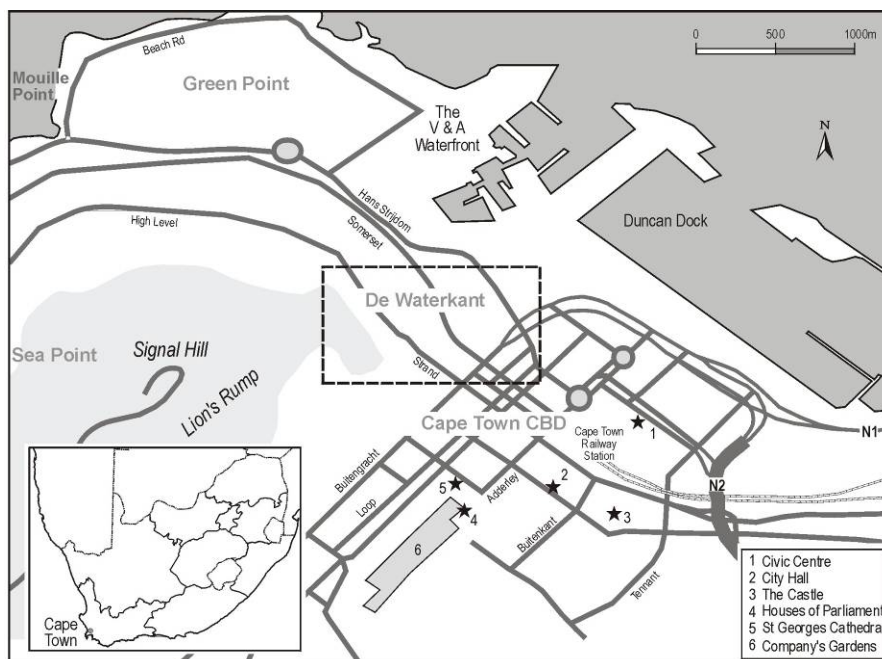 0 500 1000m
Beach Rd
Mouille
Point
Green Point
The
V & A
Waterfront
N
Hans Strijdom
Somerset
High Level
Duncan Dock
De Waterkant
Sea Point
Signal Hill
Lion's Rump
Strand
Cape Town CBD
N1
Cape Town
Railway
Station
1
Buitengracht
Loop
Adderley
N2
5
2
4
3
6
Buitenkant
Tennant
Cape
Town
1 Civic Centre
2 City Hall
3 The Castle
4 Houses of Parliament
5 St Georges Cathedral
6 Company's Gardens